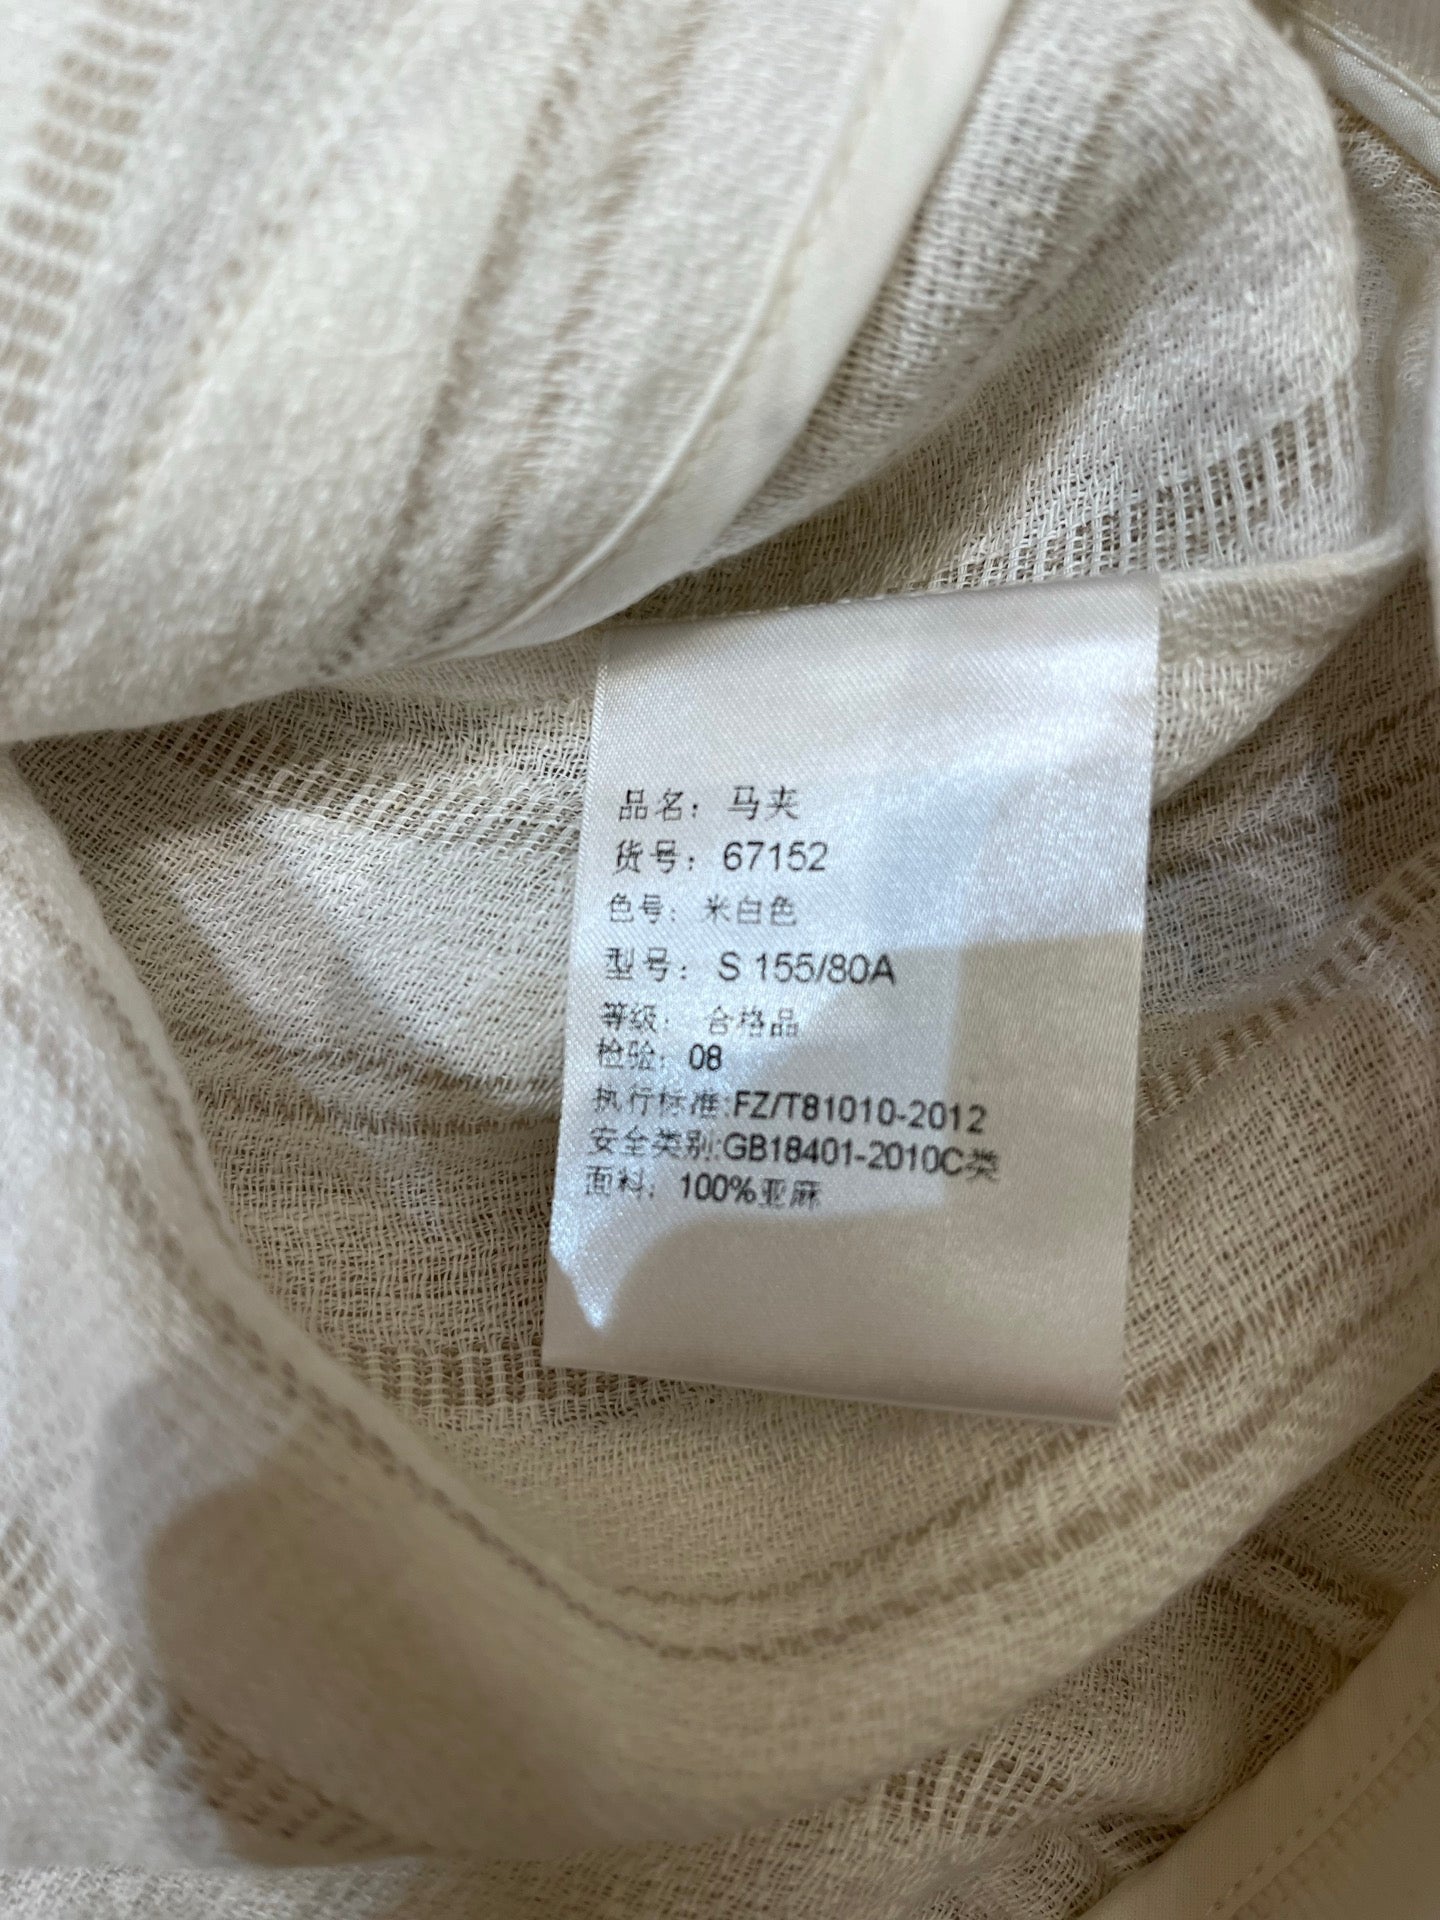 品名：马夹
货号：67152
色号：米白色
型号：S 155/80A
等级：合格品
检验：08
执行标准:FZ/T81010-2012
安全类别:GB18401-2010C类
面料：100%亚麻